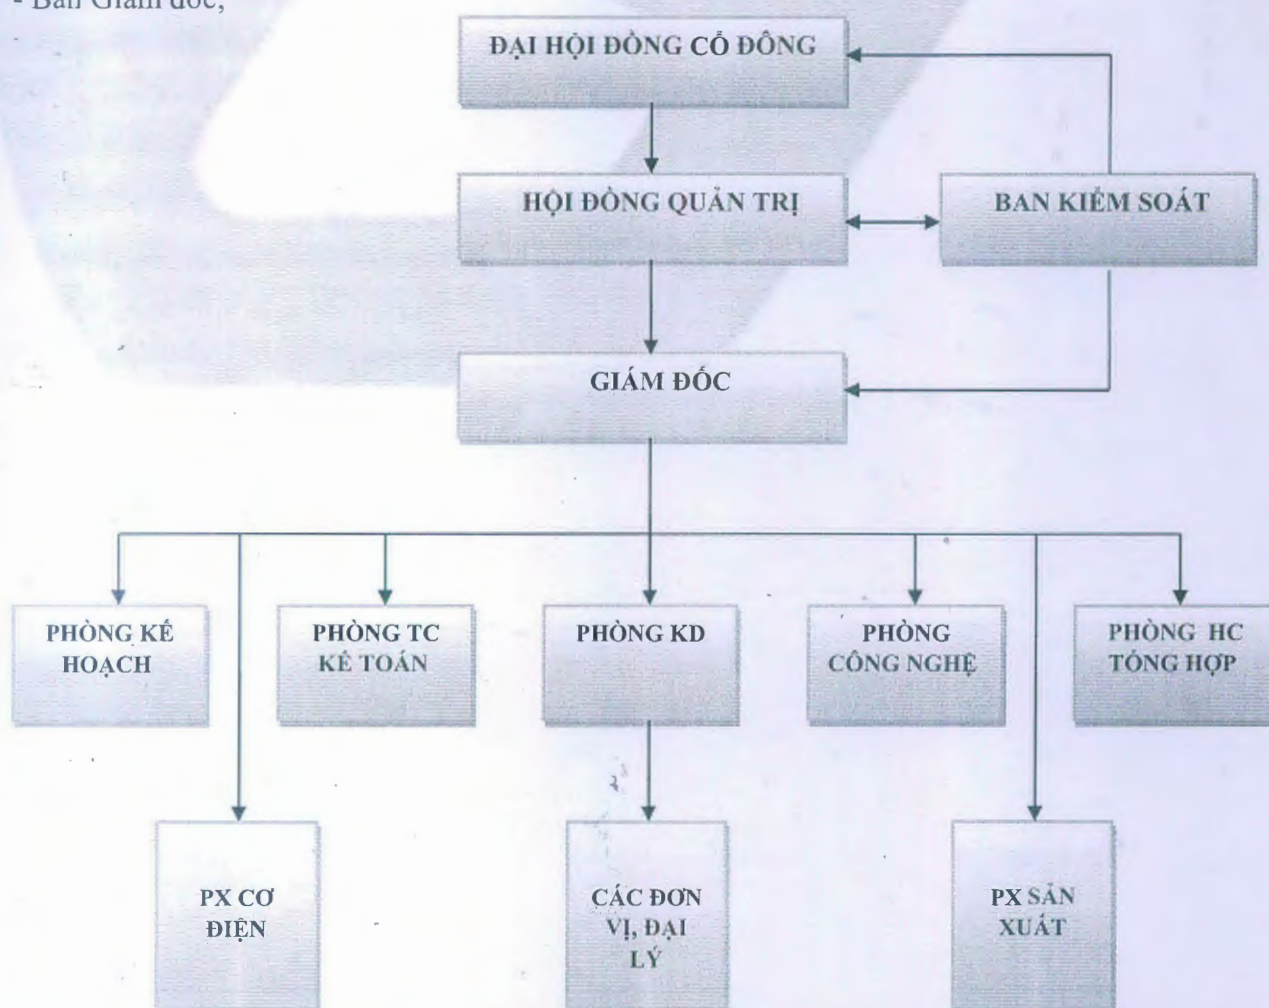 - Ban Giám đốc;
ĐẠI HỘI ĐỒNG CỔ ĐÔNG
HỘI ĐỒNG QUẢN TRỊ
BAN KIỂM SOÁT
GIÁM ĐỐC
PHÒNG KẾ
HOẠCH
PHÒNG TC
KẾ TOÁN
PHÒNG KD
PHÒNG
CÔNG NGHỆ
PHÒNG HC
TỔNG HỢP
PX CƠ
ĐIỆN
CÁC ĐƠN
VỊ, ĐẠI
LÝ
PX SẢN
XUẤT